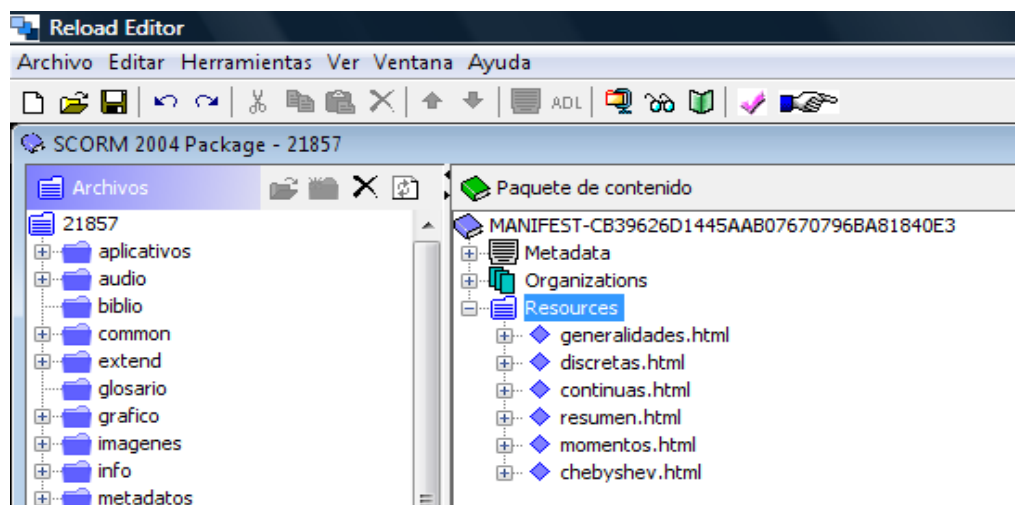 Reload Editor
Archivo Editar Herramientas Ver Ventana Ayuda
ADL
SCORM 2004 Package - 21857
Archivos
21857
aplicativos
audio
biblio
common
extend
glosario
grafico
imagenes
info
metadatos
Paquete de contenido
MANIFEST-CB39626D1445AAB07670796BA81840E3
Metadata
Organizations
Resources
generalidades.html
discretas.html
continuas.html
resumen.html
momentos.html
chebyshev.html